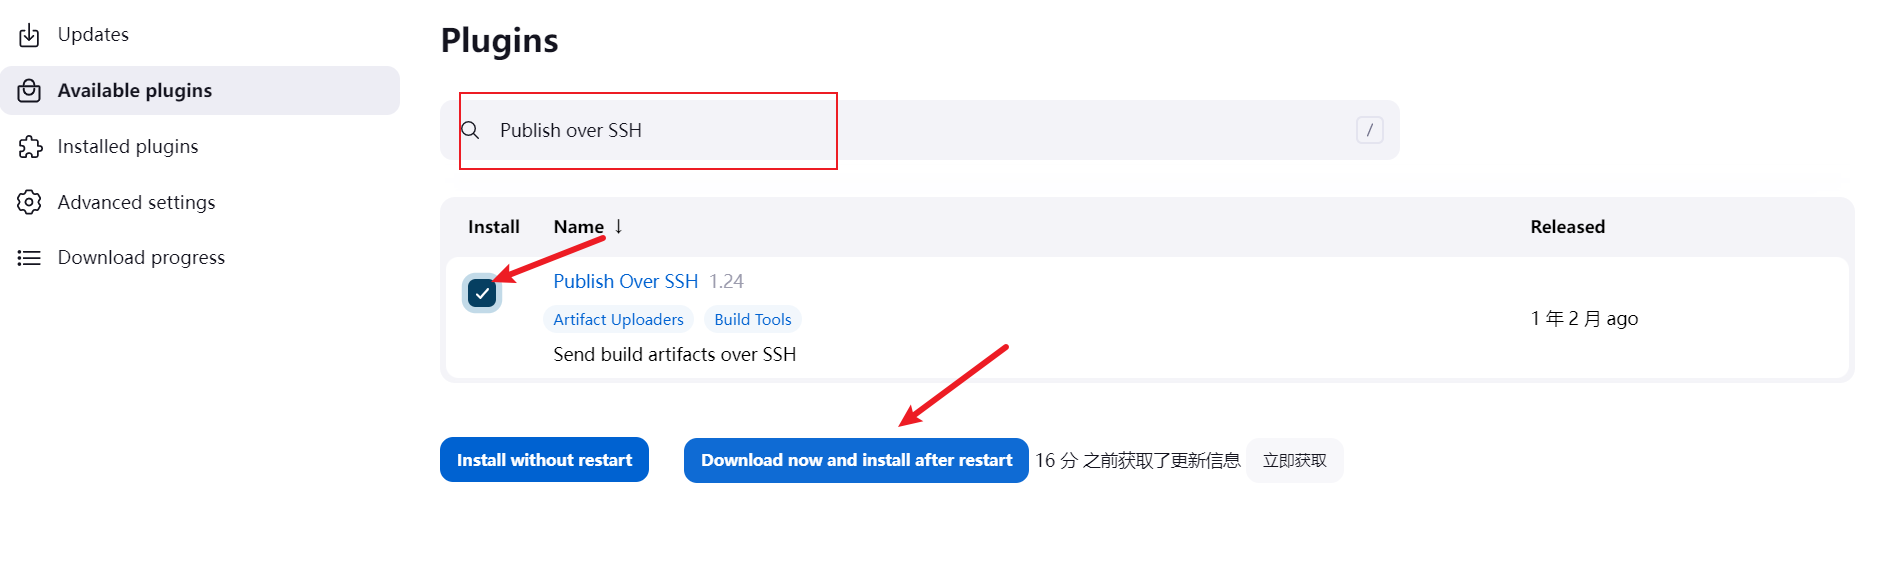 Updates
Available plugins
Installed plugins
Advanced settings
Download progress
Plugins
Publish over SSH
/
Install Name ↓ Released
Publish Over SSH 1.24
Artifact Uploaders Build Tools
Send build artifacts over SSH
1 年 2 月 ago
Install without restart Download now and install after restart 16 分 之前获取了更新信息 立即获取